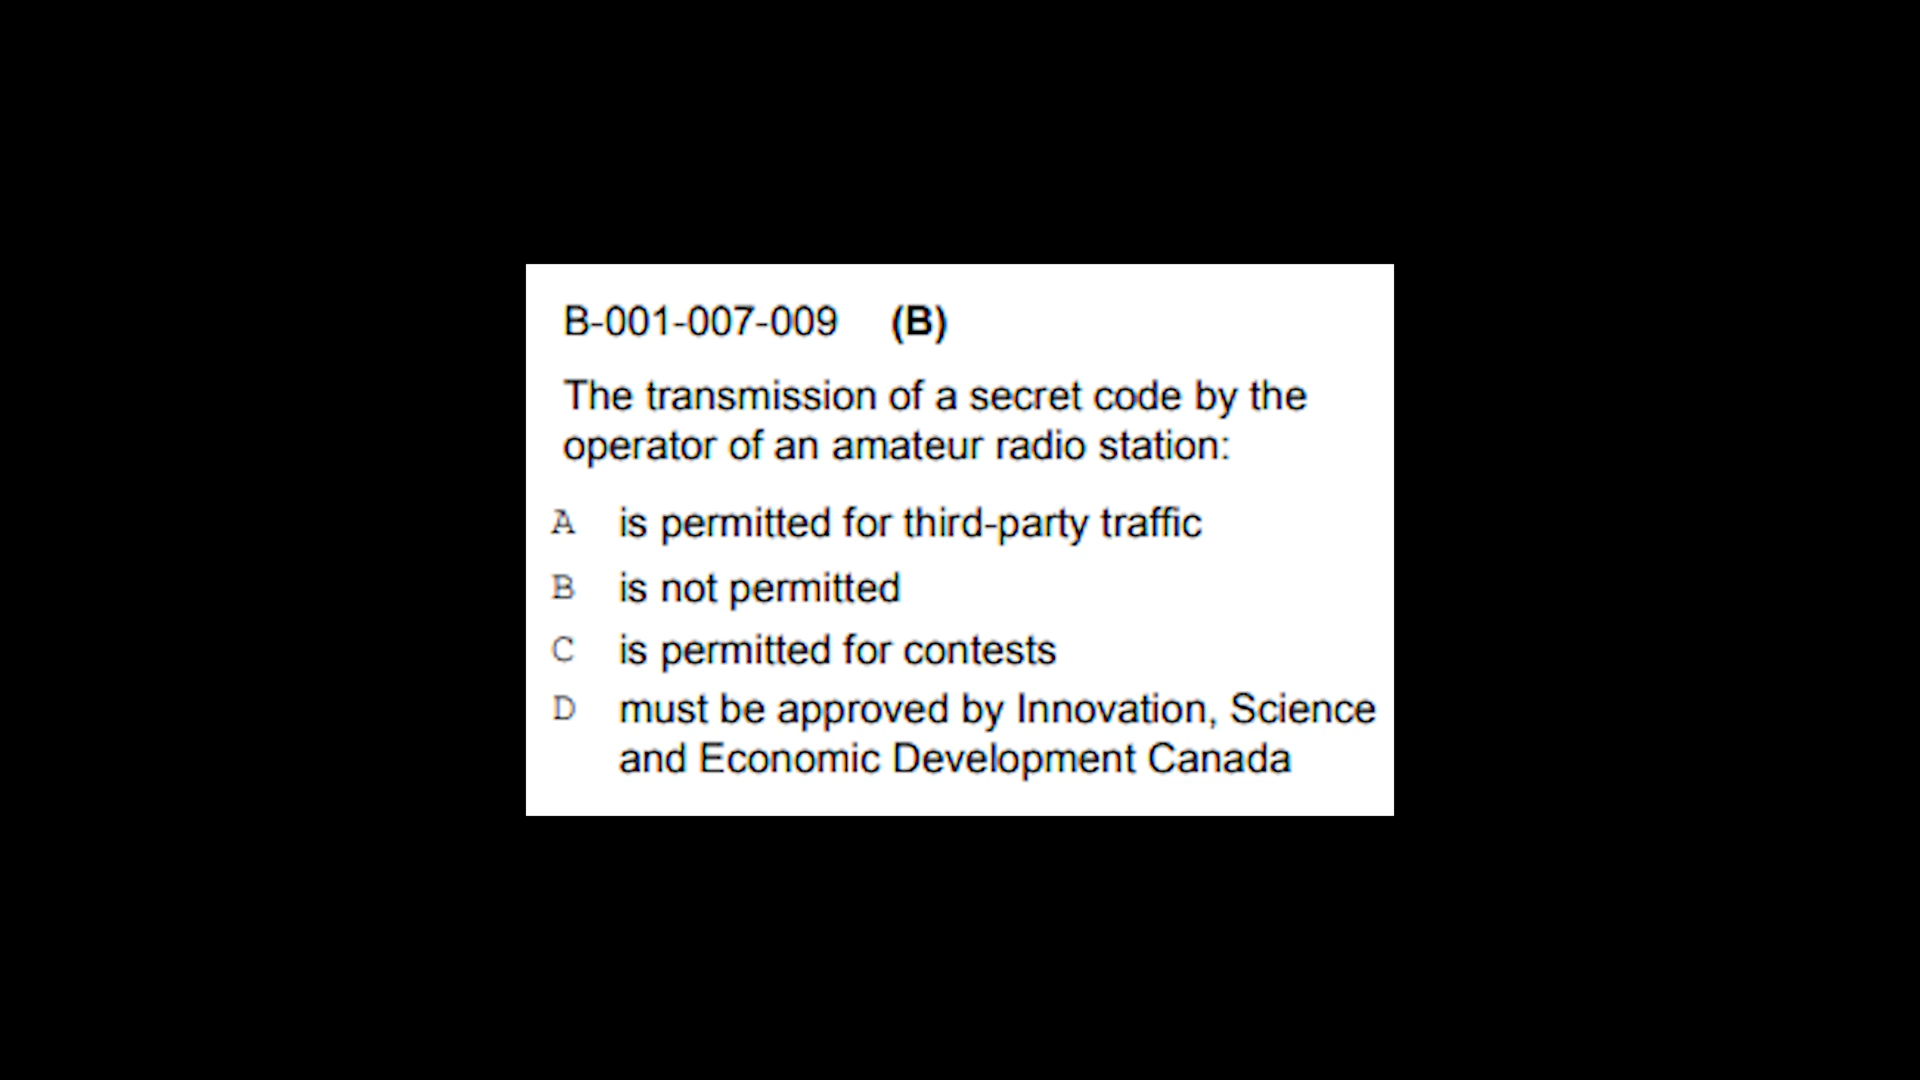 B-001-007-009 (B)
The transmission of a secret code by the
operator of an amateur radio station:
A is permitted for third-party traffic
B is not permitted
C is permitted for contests
D must be approved by Innovation, Science
and Economic Development Canada